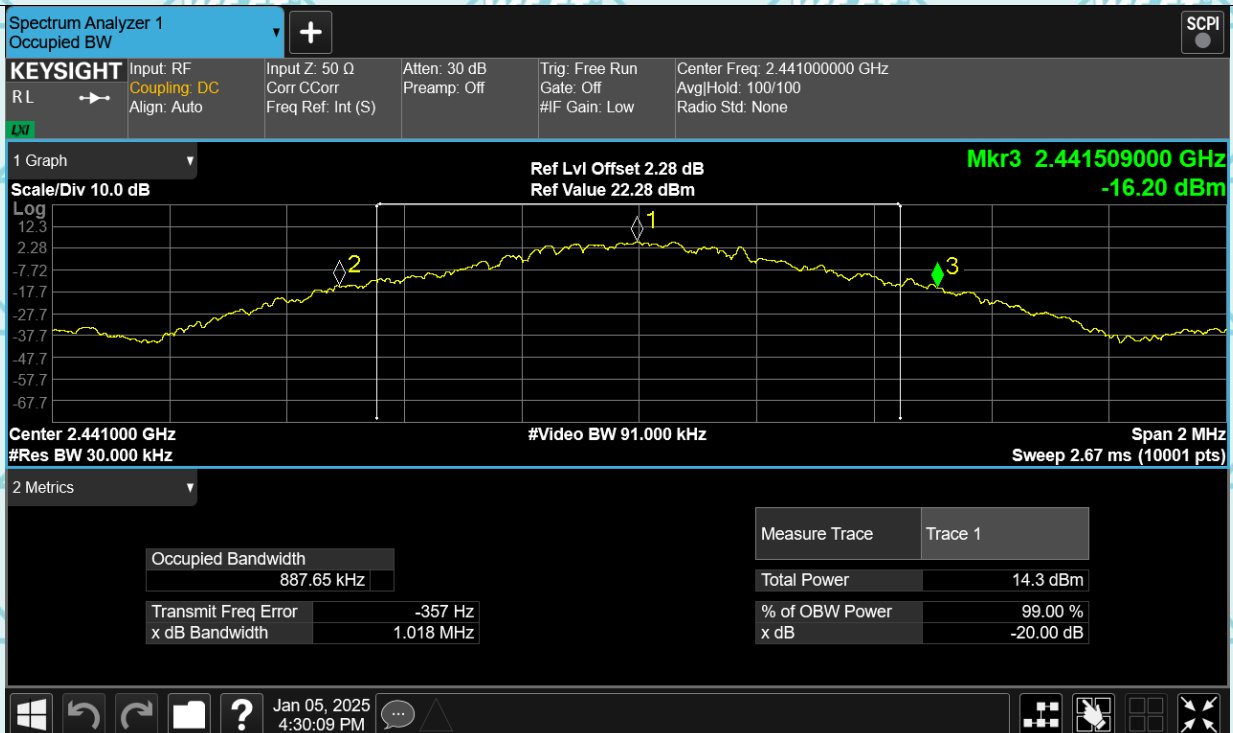 Spectrum Analyzer 1
Occupied BW
+
SCPI
KEYSIGHT
RL
LXI
Input: RF
Coupling: DC
Align: Auto
Input Z: 50 Ω
Corr CCorr
Freq Ref: Int (S)
Atten: 30 dB
Preamp: Off
Trig: Free Run
Gate: Off
#IF Gain: Low
Center Freq: 2.441000000 GHz
Avg|Hold: 100/100
Radio Std: None
1 Graph
Scale/Div 10.0 dB
Ref Lvl Offset 2.28 dB
Ref Value 22.28 dBm
Mkr3 2.441509000 GHz
-16.20 dBm
Log
12.3
2.28
-7.72
-17.7
-27.7
-37.7
-47.7
-57.7
-67.7
1
2
3
Center 2.441000 GHz
#Video BW 91.000 kHz
Span 2 MHz
#Res BW 30.000 kHz
Sweep 2.67 ms (10001 pts)
2 Metrics
Measure Trace Trace 1
Occupied Bandwidth
887.65 kHz
Total Power 14.3 dBm
Transmit Freq Error -357 Hz
% of OBW Power 99.00 %
x dB Bandwidth 1.018 MHz
x dB -20.00 dB
?
Jan 05, 2025
4:30:09 PM